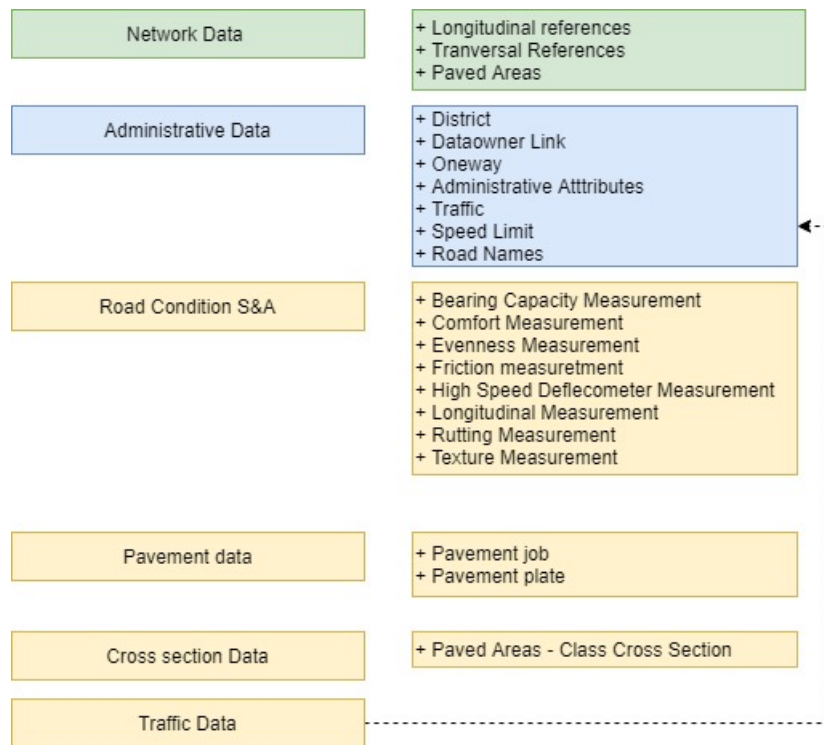 Network Data
+ Longitudinal references
+ Tranversal References
+ Paved Areas
Administrative Data
+ District
+ Dataowner Link
+ Oneway
+ Administrative Atttributes
+ Traffic
+ Speed Limit
+ Road Names
Road Condition S&A
+ Bearing Capacity Measurement
+ Comfort Measurement
+ Evenness Measurement
+ Friction measuretment
+ High Speed Deflecometer Measurement
+ Longitudinal Measurement
+ Rutting Measurement
+ Texture Measurement
Pavement data
+ Pavement job
+ Pavement plate
Cross section Data
+ Paved Areas - Class Cross Section
Traffic Data